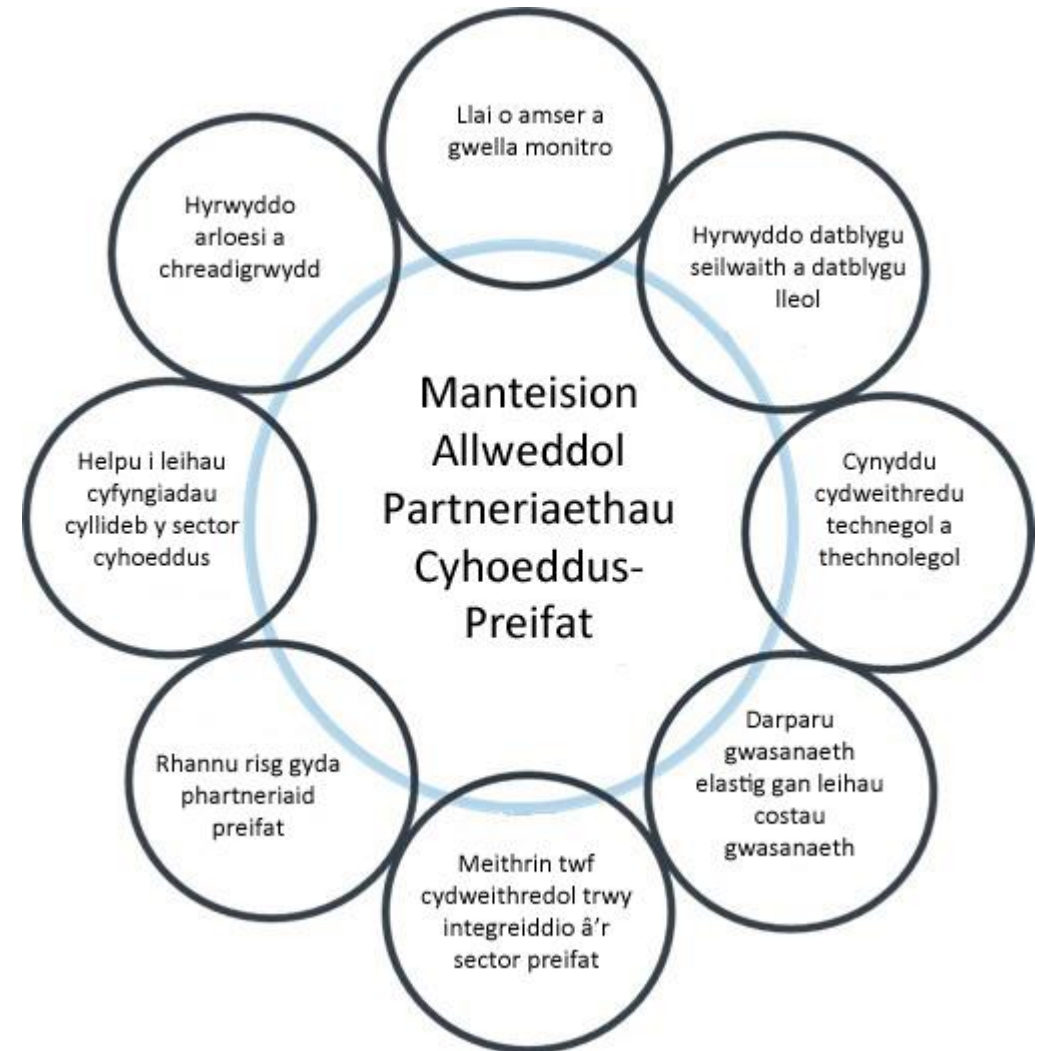 Llai o amser a
gwella monitro
Hyrwyddo datblygu
seilwaith a datblygu
lleol
Cynyddu
cydweithredu
technegol a
thechnolegol
Darparu
gwasanaeth
elastig gan leihau
costau
gwasanaeth
Meithrin twf
cydweithredol trwy
integreiddio â’r
sector preifat
Rhannu risg gyda
phartneriaid
preifat
Helpu i leihau
cyfyngiadau
cyllideb y sector
cyhoeddus
Hyrwyddo
arloesi a
chreadigrwydd
Manteision
Allweddol
Partneriaethau
Cyhoeddus-
Preifat